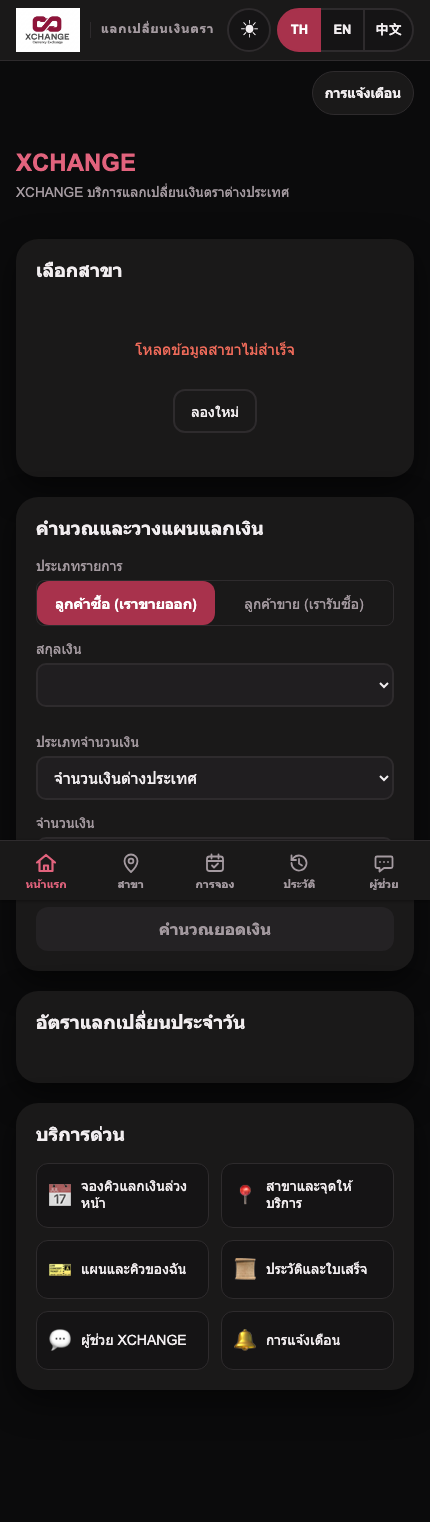 XCHANGE
Currency Exchange
แลกเปลี่ยนเงินตรา
TH
EN
中文
การแจ้งเตือน
XCHANGE
XCHANGE บริการแลกเปลี่ยนเงินตราต่างประเทศ
เลือกสาขา
โหลดข้อมูลสาขาไม่สำเร็จ
ลองใหม่
คำนวณและวางแผนแลกเงิน
ประเภทรายการ
ลูกค้าซื้อ (เราขายออก)
ลูกค้าขาย (เรารับซื้อ)
สกุลเงิน
ประเภทจำนวนเงิน
จำนวนเงินต่างประเทศ
จำนวนเงิน
หน้าแรก
สาขา
การจอง
ประวัติ
ผู้ช่วย
คำนวณยอดเงิน
อัตราแลกเปลี่ยนประจำวัน
บริการด่วน
17
จองคิวแลกเงินล่วง
หน้า
สาขาและจุดให้
บริการ
แผนและคิวของฉัน
ประวัติและใบเสร็จ
ผู้ช่วย XCHANGE
การแจ้งเตือน